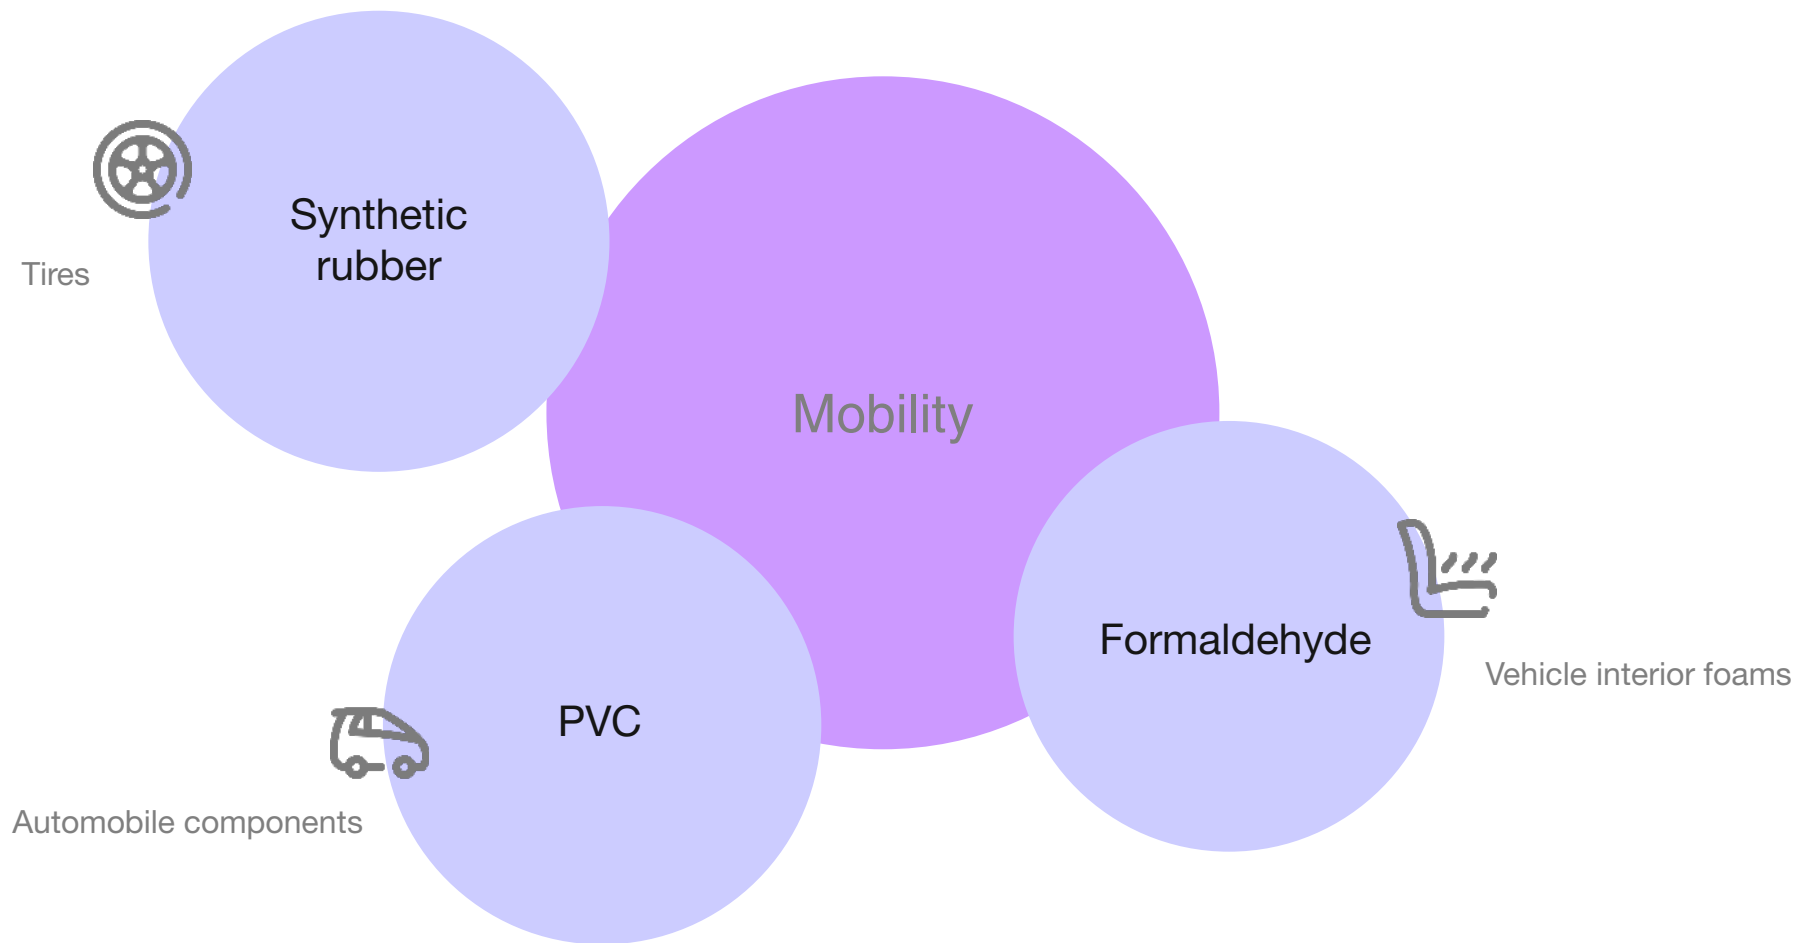 Synthetic
rubber
Tires
Mobility
Formaldehyde
Vehicle interior foams
PVC
Automobile components